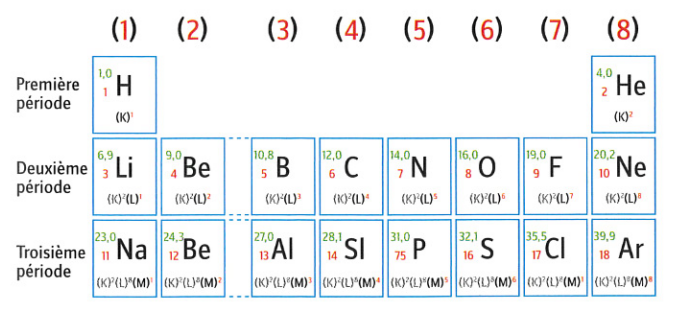 (1) (2) (3) (4) (5) (6) (7) (8)
Première
période
1,0
1 H
(K)¹
4,0
2 He
(K)²
Deuxième
période
6,9
3 Li
(K)²(L)¹
9,0
4 Be
(K)²(L)²
10,8
5 B
(K)²(L)³
12,0
6 C
(K)²(L)⁴
14,0
7 N
(K)²(L)⁵
16,0
8 O
(K)²(L)⁶
19,0
9 F
(K)²(L)⁷
20,2
10 Ne
(K)²(L)⁸
Troisième
période
23,0
11 Na
(K)²(L)⁸(M)¹
24,3
12 Be
(K)²(L)⁸(M)²
27,0
13 Al
(K)²(L)⁸(M)³
28,1
14 Sl
(K)²(L)⁸(M)⁴
31,0
75 P
(K)²(L)⁸(M)⁵
32,1
16 S
(K)²(L)⁸(M)⁶
35,5
17 Cl
39,9
18 Ar
(K)²(L)⁸(M)⁸